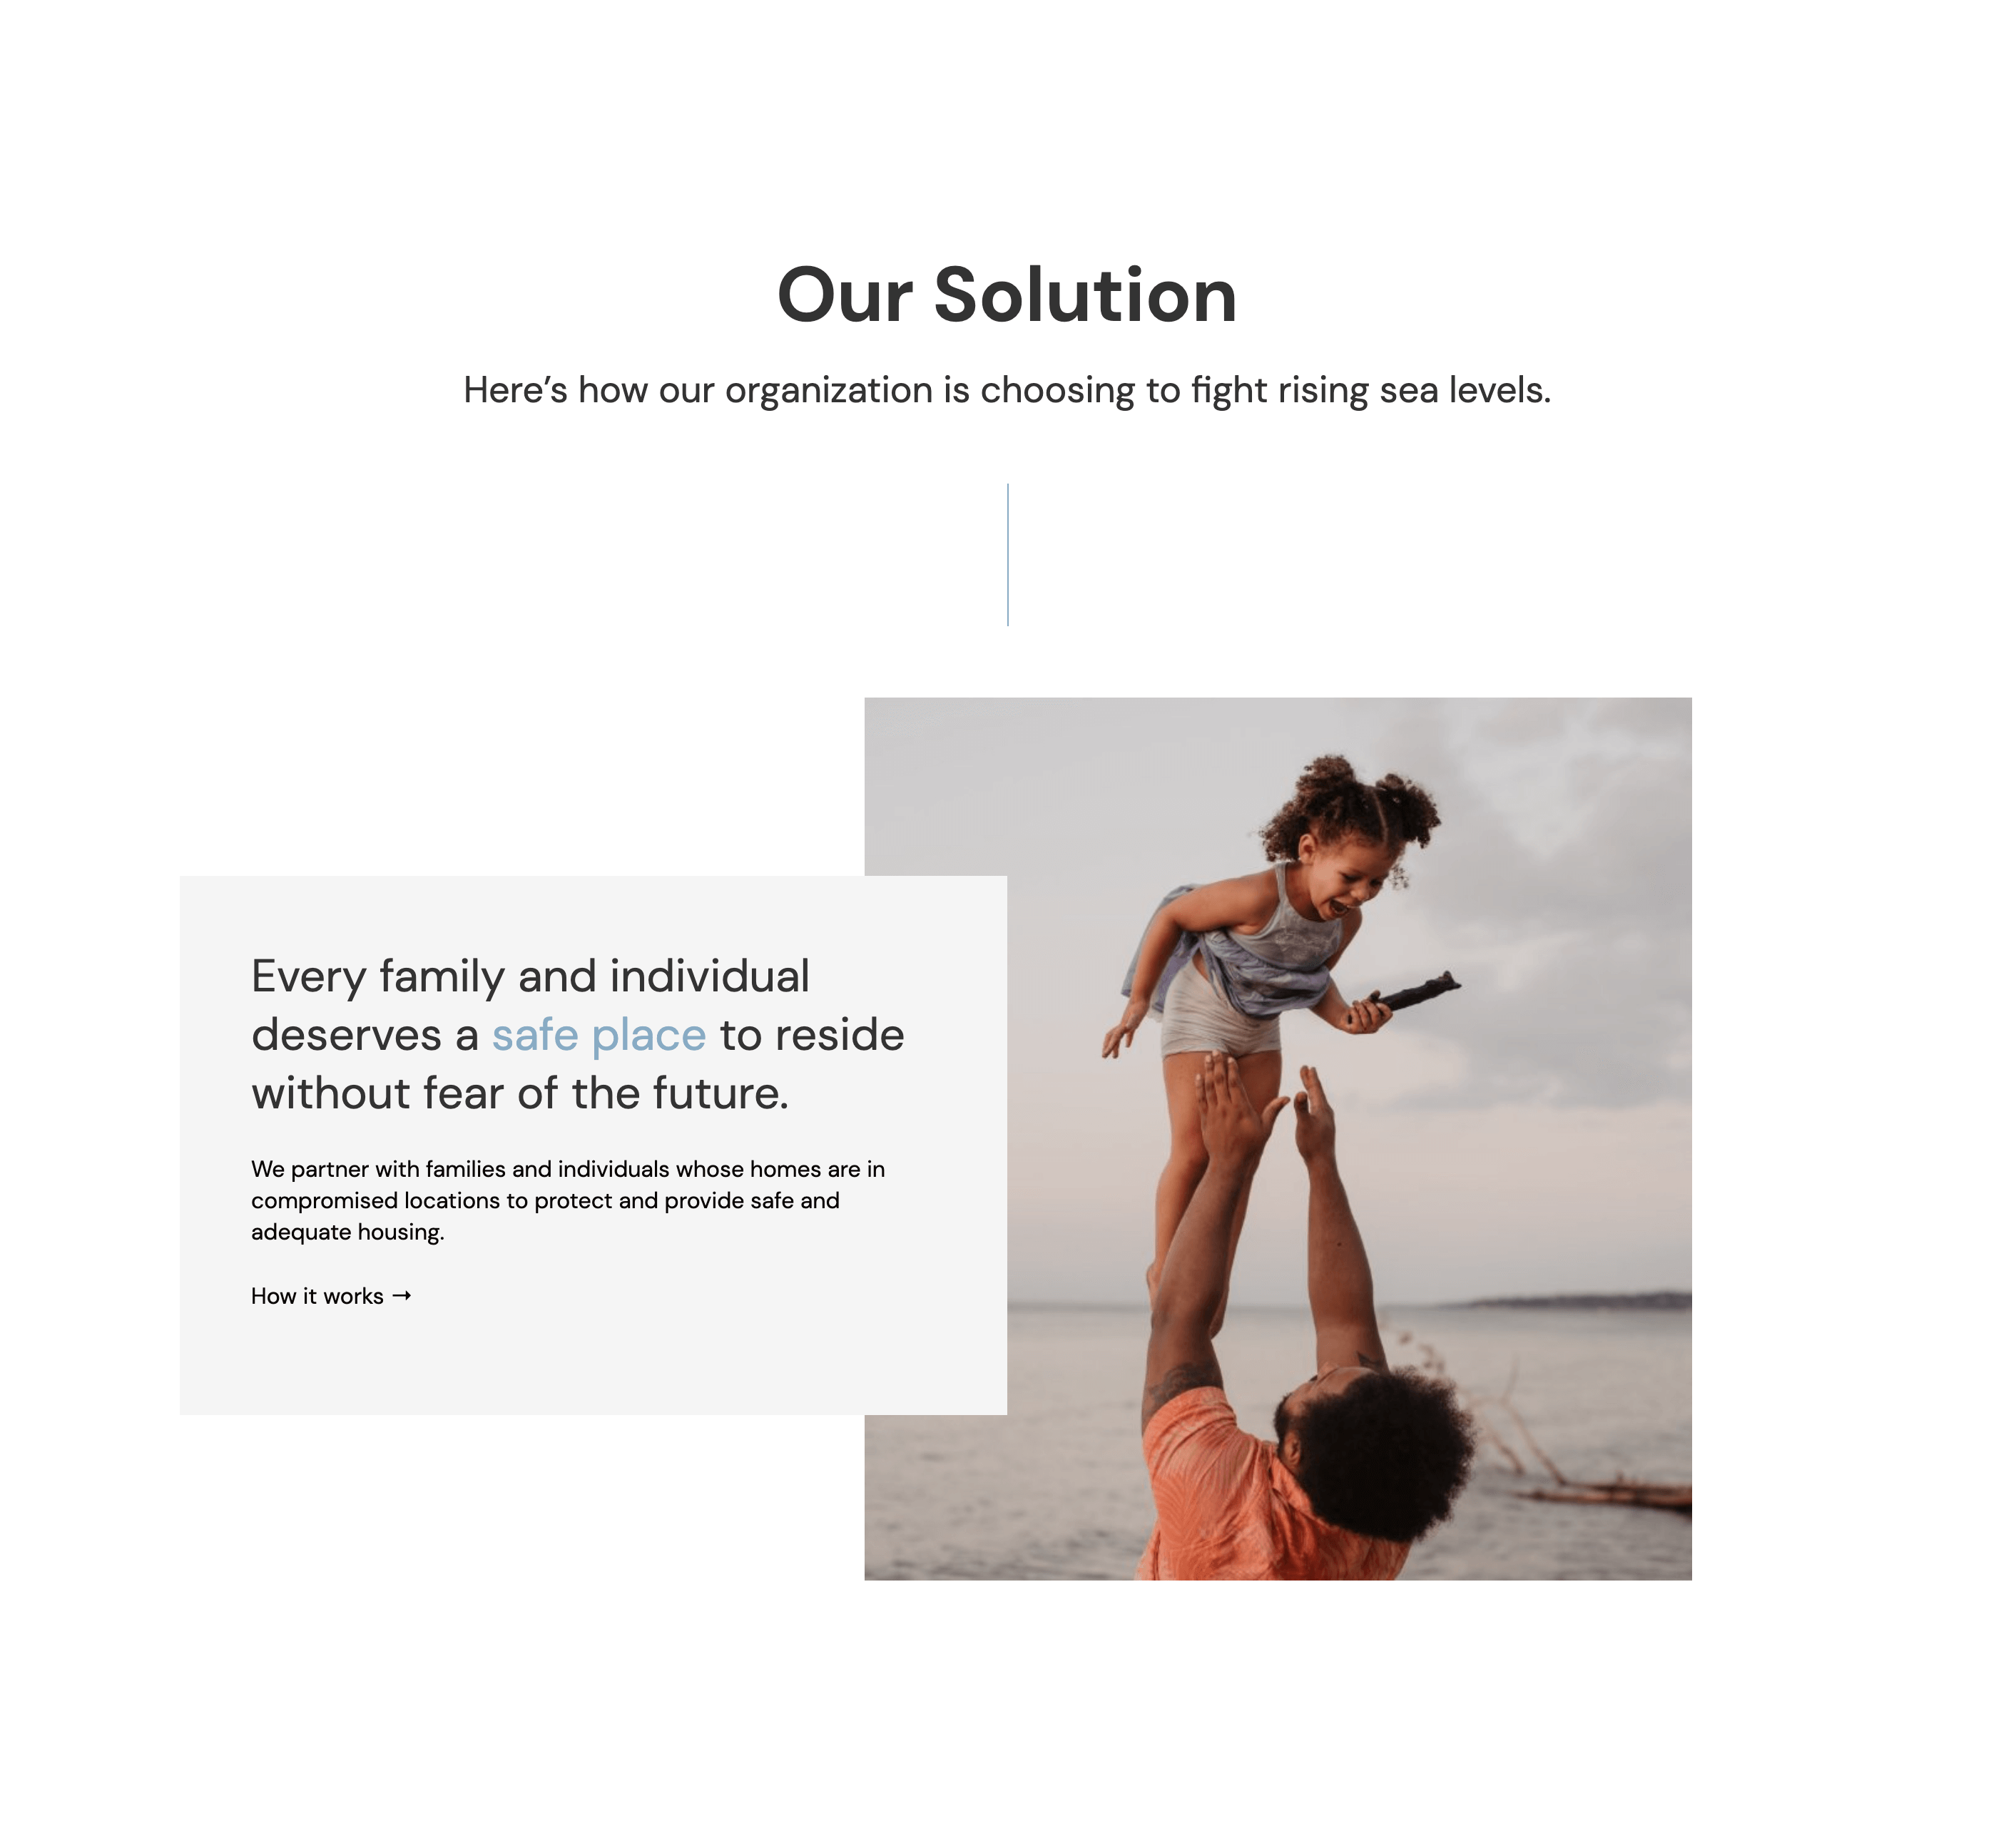 Our Solution
Here’s how our organization is choosing to fight rising sea levels.
Every family and individual
deserves a safe place to reside
without fear of the future.
We partner with families and individuals whose homes are in
compromised locations to protect and provide safe and
adequate housing.
How it works →